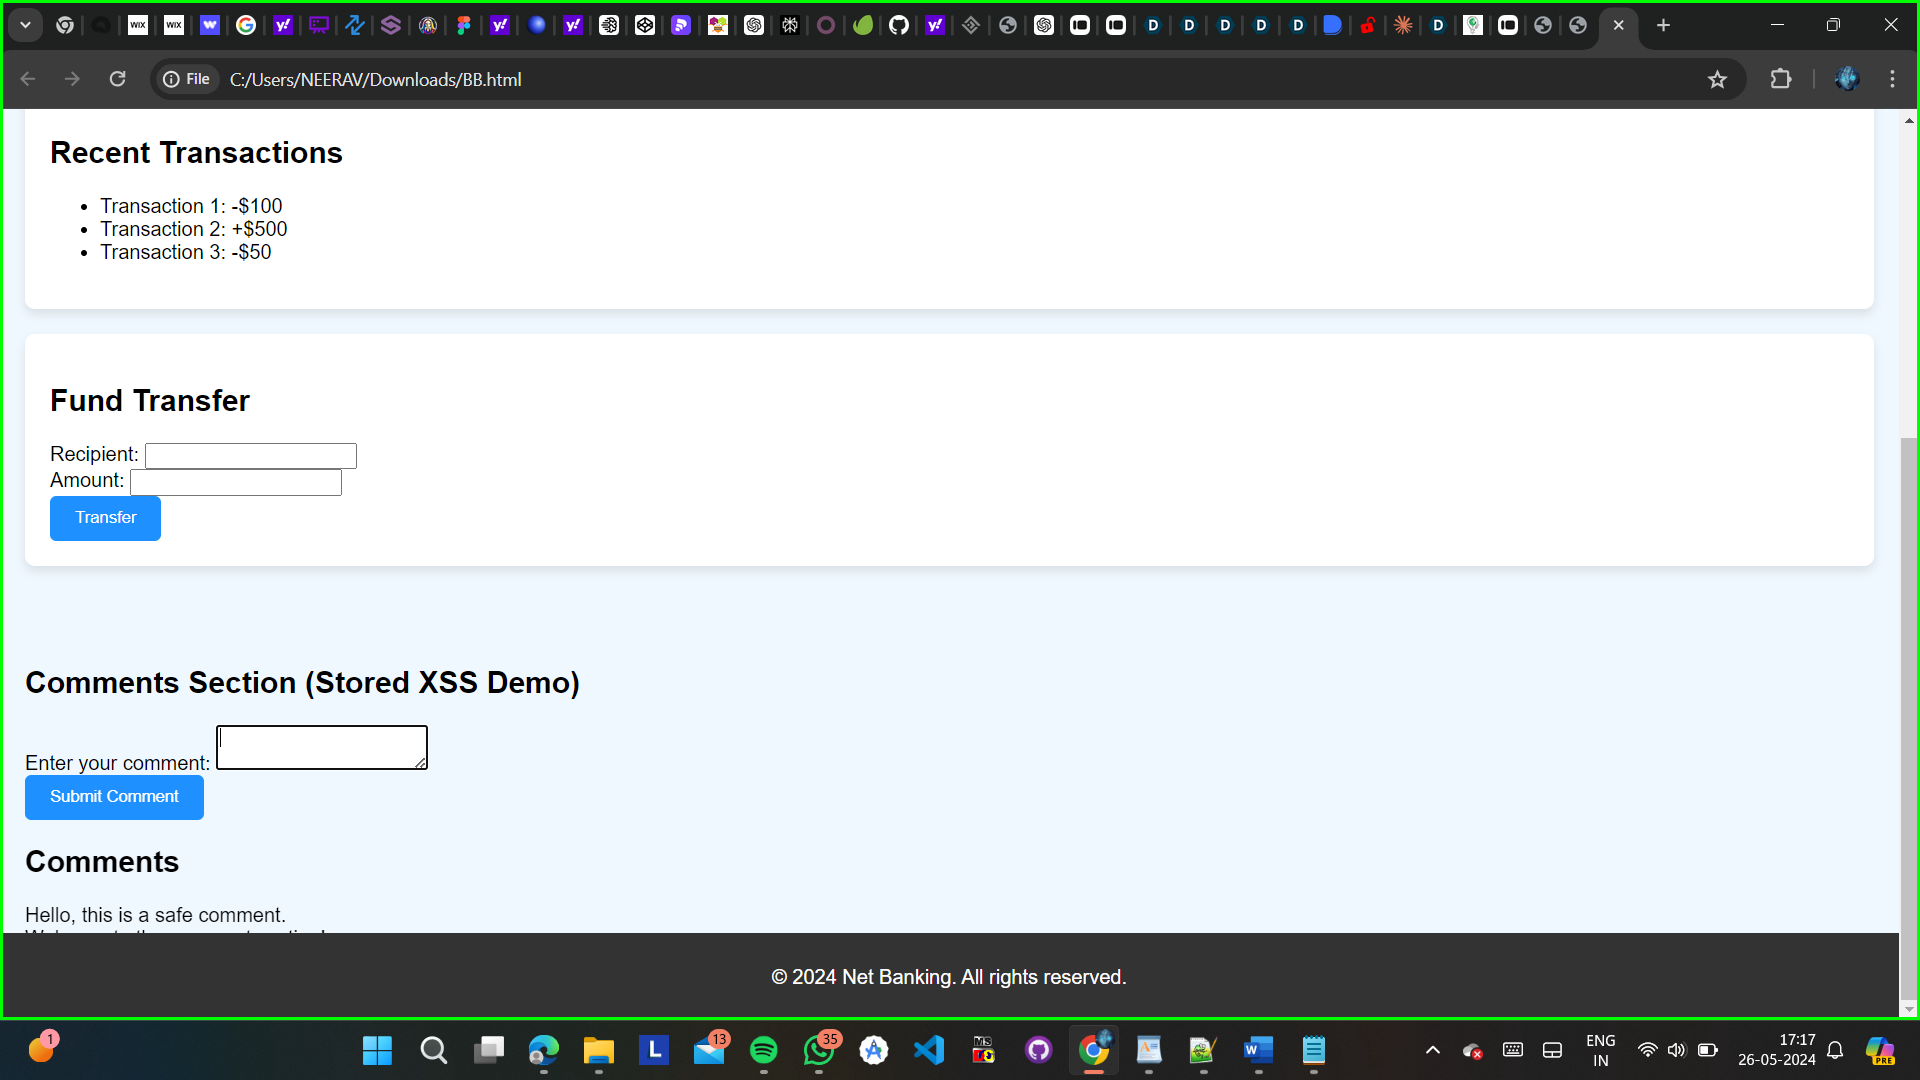 File C:/Users/NEERAV/Downloads/BB.html
Recent Transactions
• Transaction 1: -$100
• Transaction 2: +$500
• Transaction 3: -$50
Fund Transfer
Recipient:
Amount:
Transfer
Comments Section (Stored XSS Demo)
Enter your comment:
Submit Comment
Comments
Hello, this is a safe comment.
© 2024 Net Banking. All rights reserved.
1
13
35
ENG
IN
17:17
26-05-2024
PRE